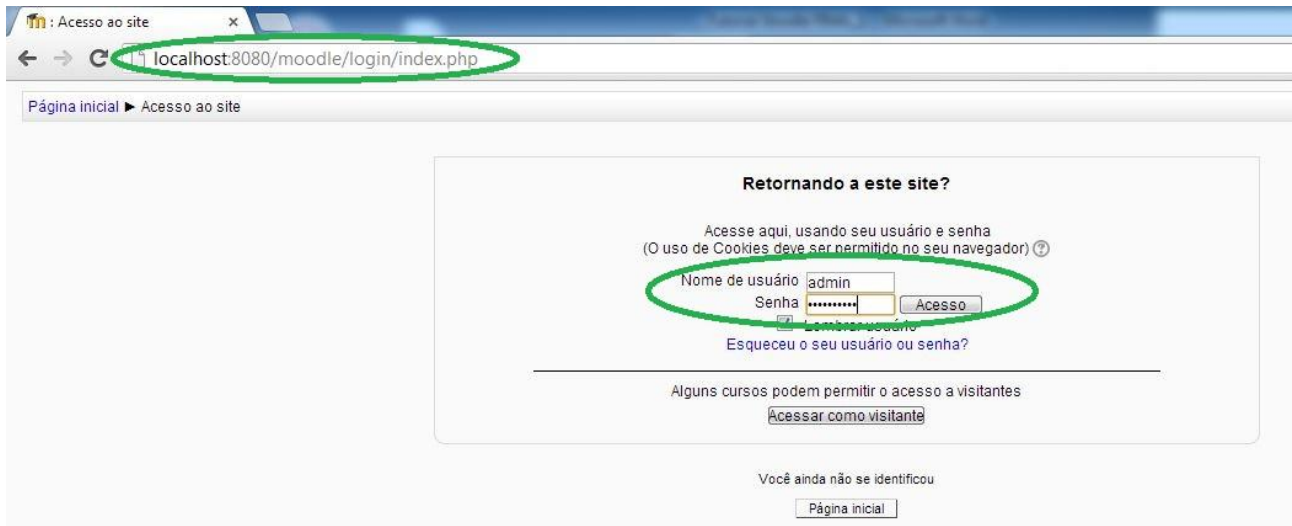 : Acesso ao site
localhost:8080/moodle/login/index.php
Página inicial ► Acesso ao site
Retornando a este site?
Acesse aqui, usando seu usuário e senha
(O uso de Cookies deve ser permitido no seu navegador)
Nome de usuário admin
Senha •••••••••• Acesso
Lembrar usuário
Esqueceu o seu usuário ou senha?
Alguns cursos podem permitir o acesso a visitantes
Acessar como visitante
Você ainda não se identificou
Página inicial